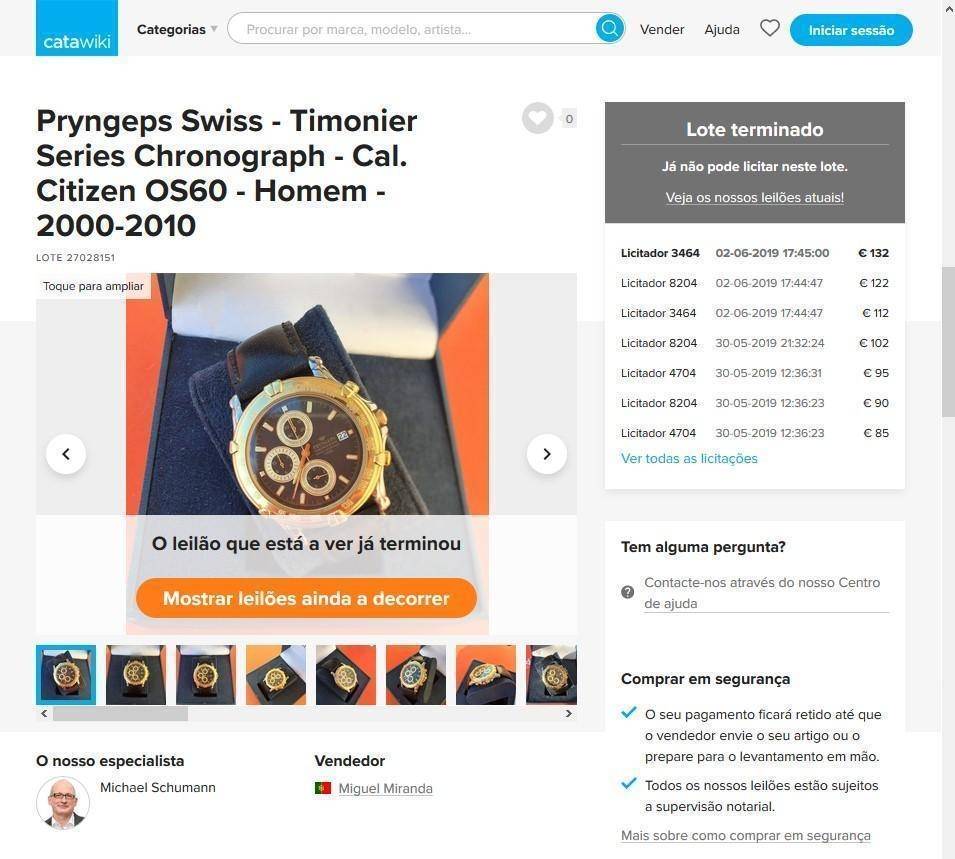 catawiki
Categorias
Procurar por marca, modelo, artista...
Vender
Ajuda
Iniciar sessão
Pryngeps Swiss - Timonier
Series Chronograph - Cal.
Citizen OS60 - Homem -
2000-2010
0
LOTE 27028151
Toque para ampliar
O leilão que está a ver já terminou
Mostrar leilões ainda a decorrer
O nosso especialista
Michael Schumann
Vendedor
Miguel Miranda
Lote terminado
Já não pode licitar neste lote.
Veja os nossos leilões atuais!
Licitador 3464 02-06-2019 17:45:00 € 132
Licitador 8204 02-06-2019 17:44:47 € 122
Licitador 3464 02-06-2019 17:44:47 € 112
Licitador 8204 30-05-2019 21:32:24 € 102
Licitador 4704 30-05-2019 12:36:31 € 95
Licitador 8204 30-05-2019 12:36:23 € 90
Licitador 4704 30-05-2019 12:36:23 € 85
Ver todas as licitações
Tem alguma pergunta?
Contacte-nos através do nosso Centro
de ajuda
Comprar em segurança
O seu pagamento ficará retido até que
o vendedor envie o seu artigo ou o
prepare para o levantamento em mão.
Todos os nossos leilões estão sujeitos
a supervisão notarial.
Mais sobre como comprar em segurança